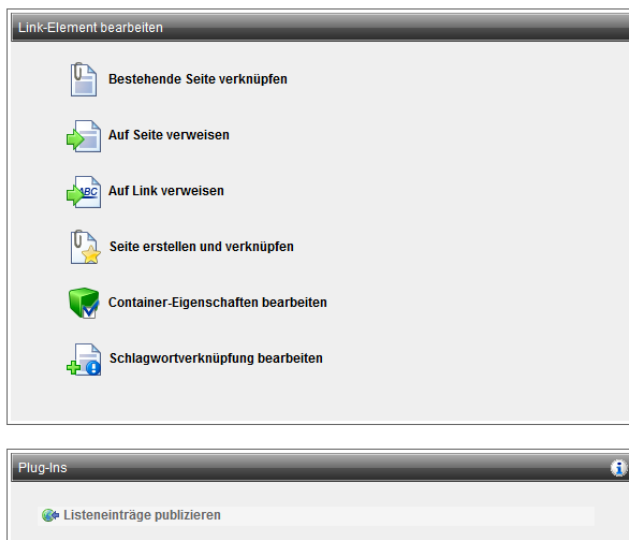 Link-Element bearbeiten
Bestehende Seite verknüpfen
Auf Seite verweisen
ABC
Auf Link verweisen
Seite erstellen und verknüpfen
Container-Eigenschaften bearbeiten
Schlagwortverknüpfung bearbeiten
Plug-Ins
Listeneinträge publizieren